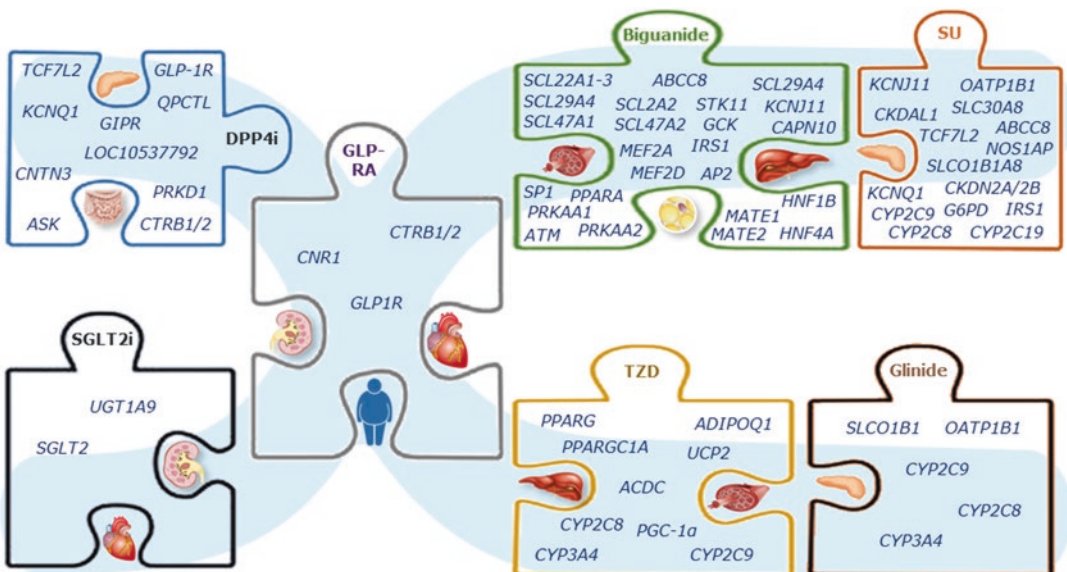 TCF7L2
GLP-1R
KCNQ1
QPCTL
GIPR
LOC10537792
CNTN3
PRKD1
ASK
CTRB1/2
DPP4i
GLP-
RA
CTRB1/2
CNR1
GLP1R
Biguanide
SCL22A1-3
ABCC8
SCL29A4
SCL29A4
SCL2A2
STK11
KCNJ11
SCL47A1
SCL47A2
GCK
CAPN10
MEF2A
IRS1
MEF2D
AP2
SP1
PPARA
HNF1B
PRKAA1
MATE1
ATM
PRKAA2
MATE2
HNF4A
SU
KCNJ11
OATP1B1
CKDAL1
SLC30A8
TCF7L2
ABCC8
NOS1AP
SLCO1B1A8
KCNQ1
CKDN2A/2B
CYP2C9
G6PD
IRS1
CYP2C8
CYP2C19
SGLT2i
UGT1A9
SGLT2
TZD
PPARG
ADIPOQ1
PPARGC1A
UCP2
ACDC
CYP2C8
PGC-1a
CYP3A4
CYP2C9
Glinide
SLCO1B1
OATP1B1
CYP2C9
CYP2C8
CYP3A4